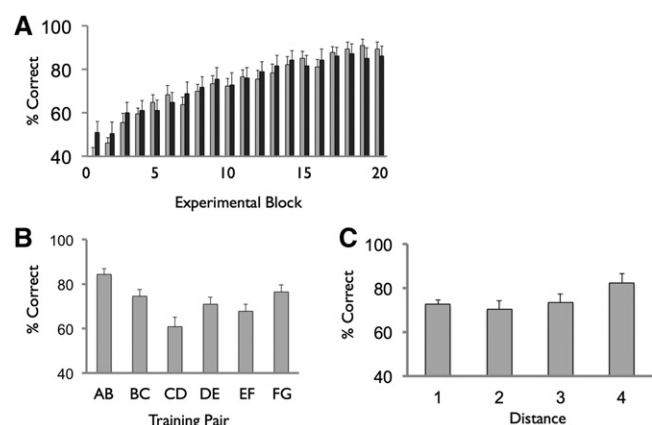 A
100
80
60
40
% Correct
0 5 10 15 20
Experimental Block
B
100
80
60
40
% Correct
AB BC CD DE EF FG
Training Pair
C
100
80
60
40
% Correct
1 2 3 4
Distance